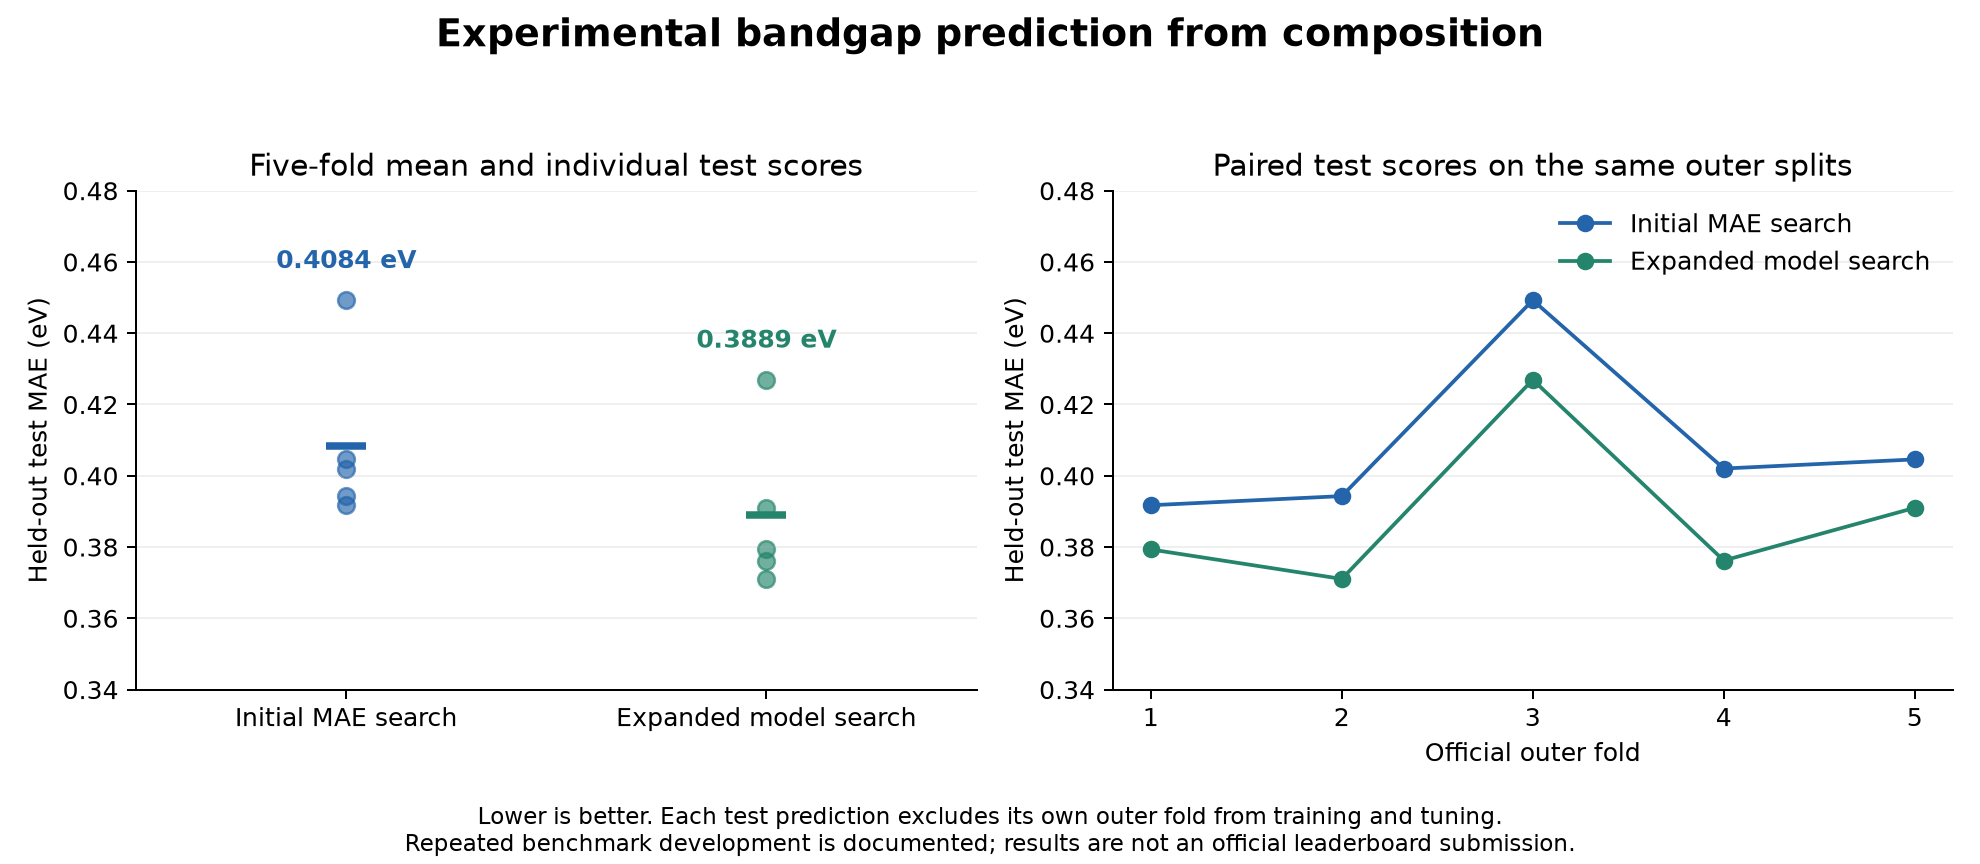 Experimental bandgap prediction from composition
Five-fold mean and individual test scores
Held-out test MAE (eV)
0.48
0.46
0.44
0.42
0.40
0.38
0.36
0.34
0.4084 eV
0.3889 eV
Initial MAE search
Expanded model search
Paired test scores on the same outer splits
Held-out test MAE (eV)
0.48
0.46
0.44
0.42
0.40
0.38
0.36
0.34
Initial MAE search
Expanded model search
1 2 3 4 5
Official outer fold
Lower is better. Each test prediction excludes its own outer fold from training and tuning.
Repeated benchmark development is documented; results are not an official leaderboard submission.